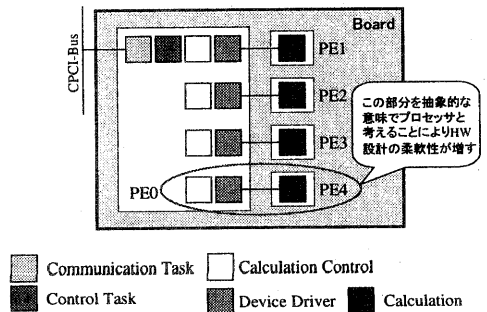 Board
CPCI-Bus
PE1
PE2
PE3
PE0
PE4
この部分を抽象的な
意味でプロセッサと
考えることによりHW
設計の柔軟性が増す
Communication Task
Calculation Control
Control Task
Device Driver
Calculation